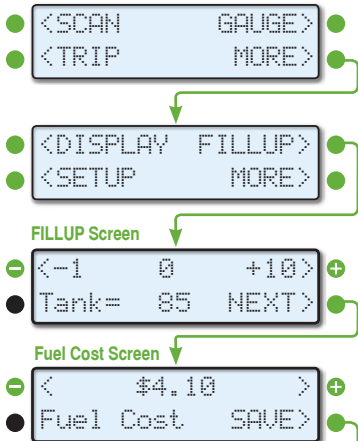 <SCAN GAUGE>
<TRIP MORE>
<DISPLAY FILLUP>
<SETUP MORE>
FILLUP Screen
<-1 0 +10>
Tank= 85 NEXT>
Fuel Cost Screen
< $4.10 >
Fuel Cost SAVE>